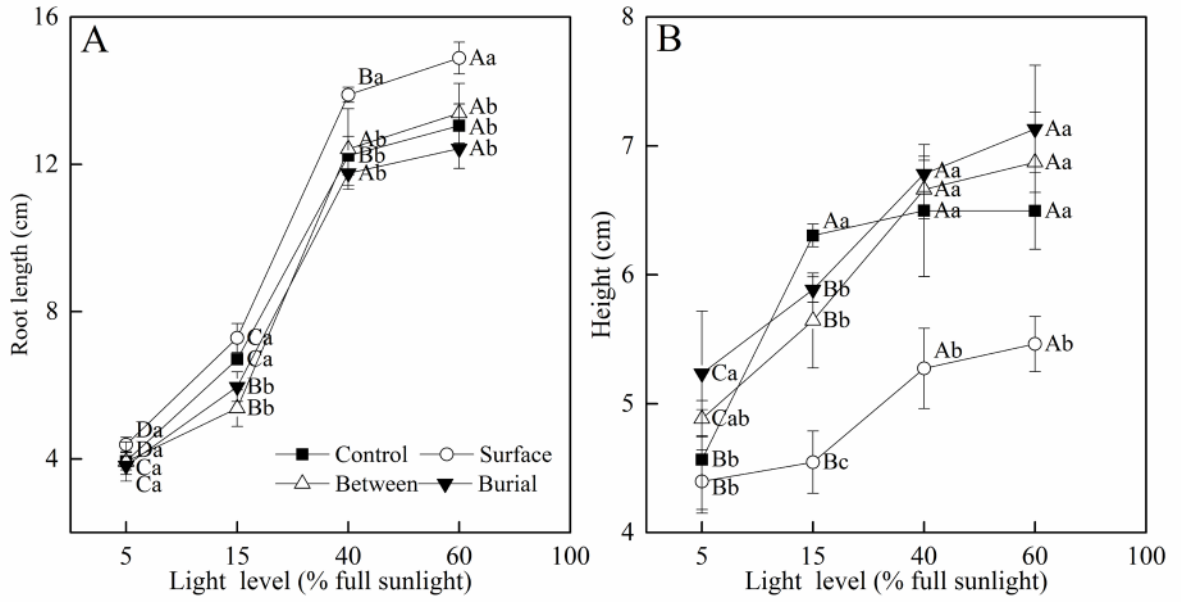 A
16
12
8
4
Root length (cm)
Ba
Aa
Ab
Ab
Ab
Bb
Ab
Ab
Ca
Ca
Bb
Bb
Da
Da
Ca
Ca
Control
Surface
Between
Burial
5 15 40 60 100
Light level (% full sunlight)
B
8
7
6
5
4
Height (cm)
Aa
Aa
Aa
Aa
Aa
Aa
Aa
Bb
Bb
Ab
Ab
Ca
Cab
Bb
Bb
Bc
5 15 40 60 100
Light level (% full sunlight)